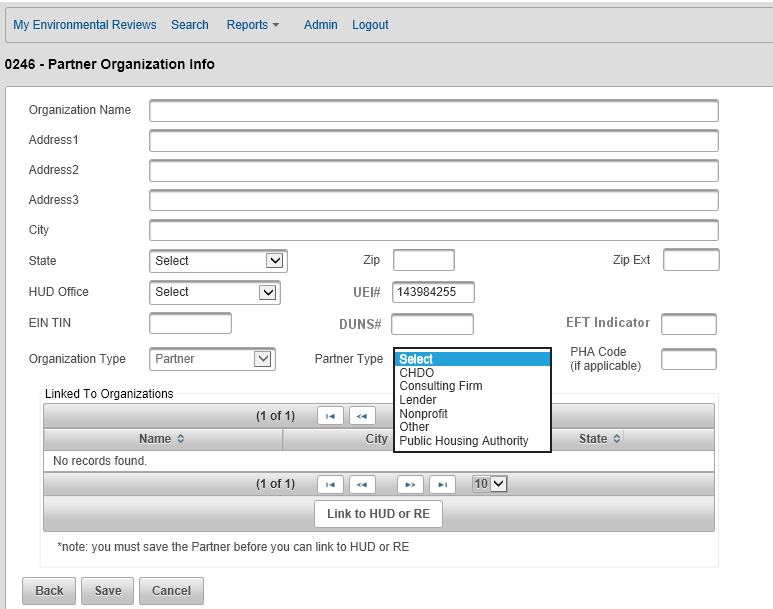 My Environmental Reviews Search Reports Admin Logout
0246 - Partner Organization Info
Organization Name
Address1
Address2
Address3
City
State Select Zip Zip Ext
HUD Office Select UEI# 143984255
EIN TIN DUNS# EFT Indicator
Organization Type Partner Partner Type Select PHA Code
(if applicable)
CHDO
Consulting Firm
Lender
Nonprofit
Other
Public Housing Authority
Linked To Organizations
(1 of 1)
Name City State
No records found.
(1 of 1) 10
Link to HUD or RE
*note: you must save the Partner before you can link to HUD or RE
Back Save Cancel